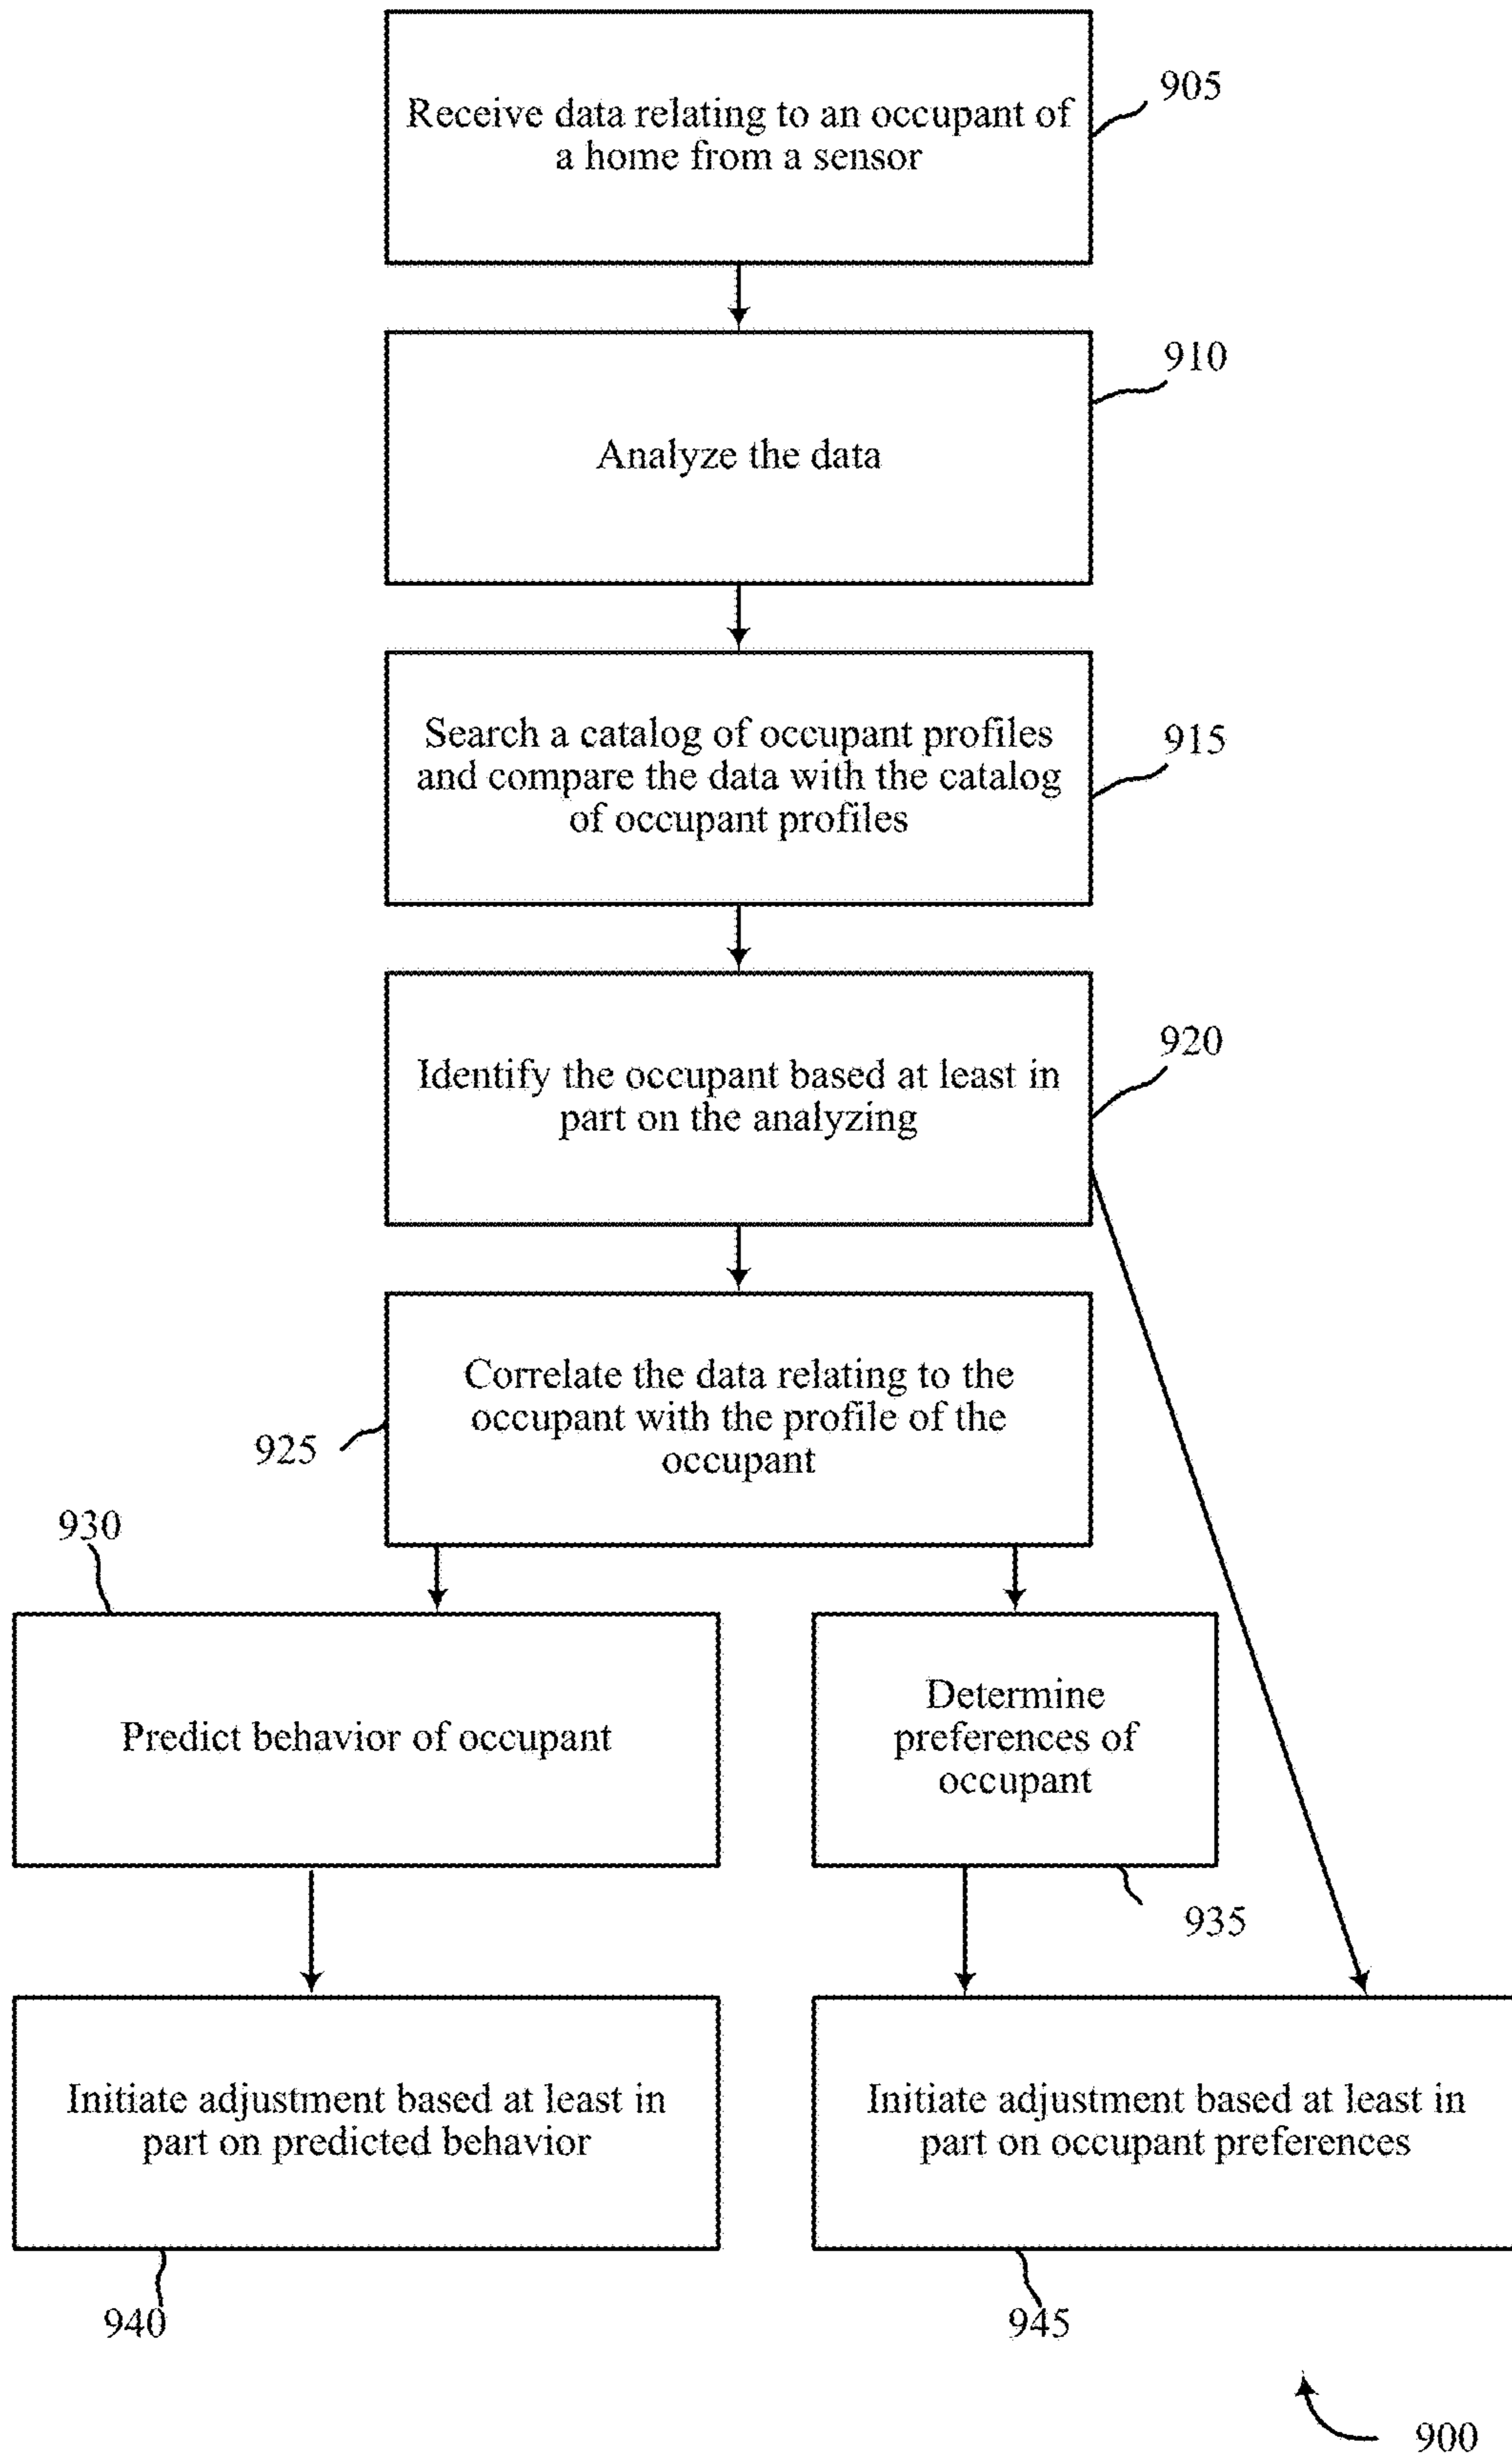 Receive data relating to an occupant of
a home from a sensor
905
Analyze the data
910
Search a catalog of occupant profiles
and compare the data with the catalog
of occupant profiles
915
Identify the occupant based at least in
part on the analyzing
920
Correlate the data relating to the
occupant with the profile of the
occupant
925
930
Predict behavior of occupant
Determine
preferences of
occupant
935
Initiate adjustment based at least in
part on predicted behavior
940
Initiate adjustment based at least in
part on occupant preferences
945
900